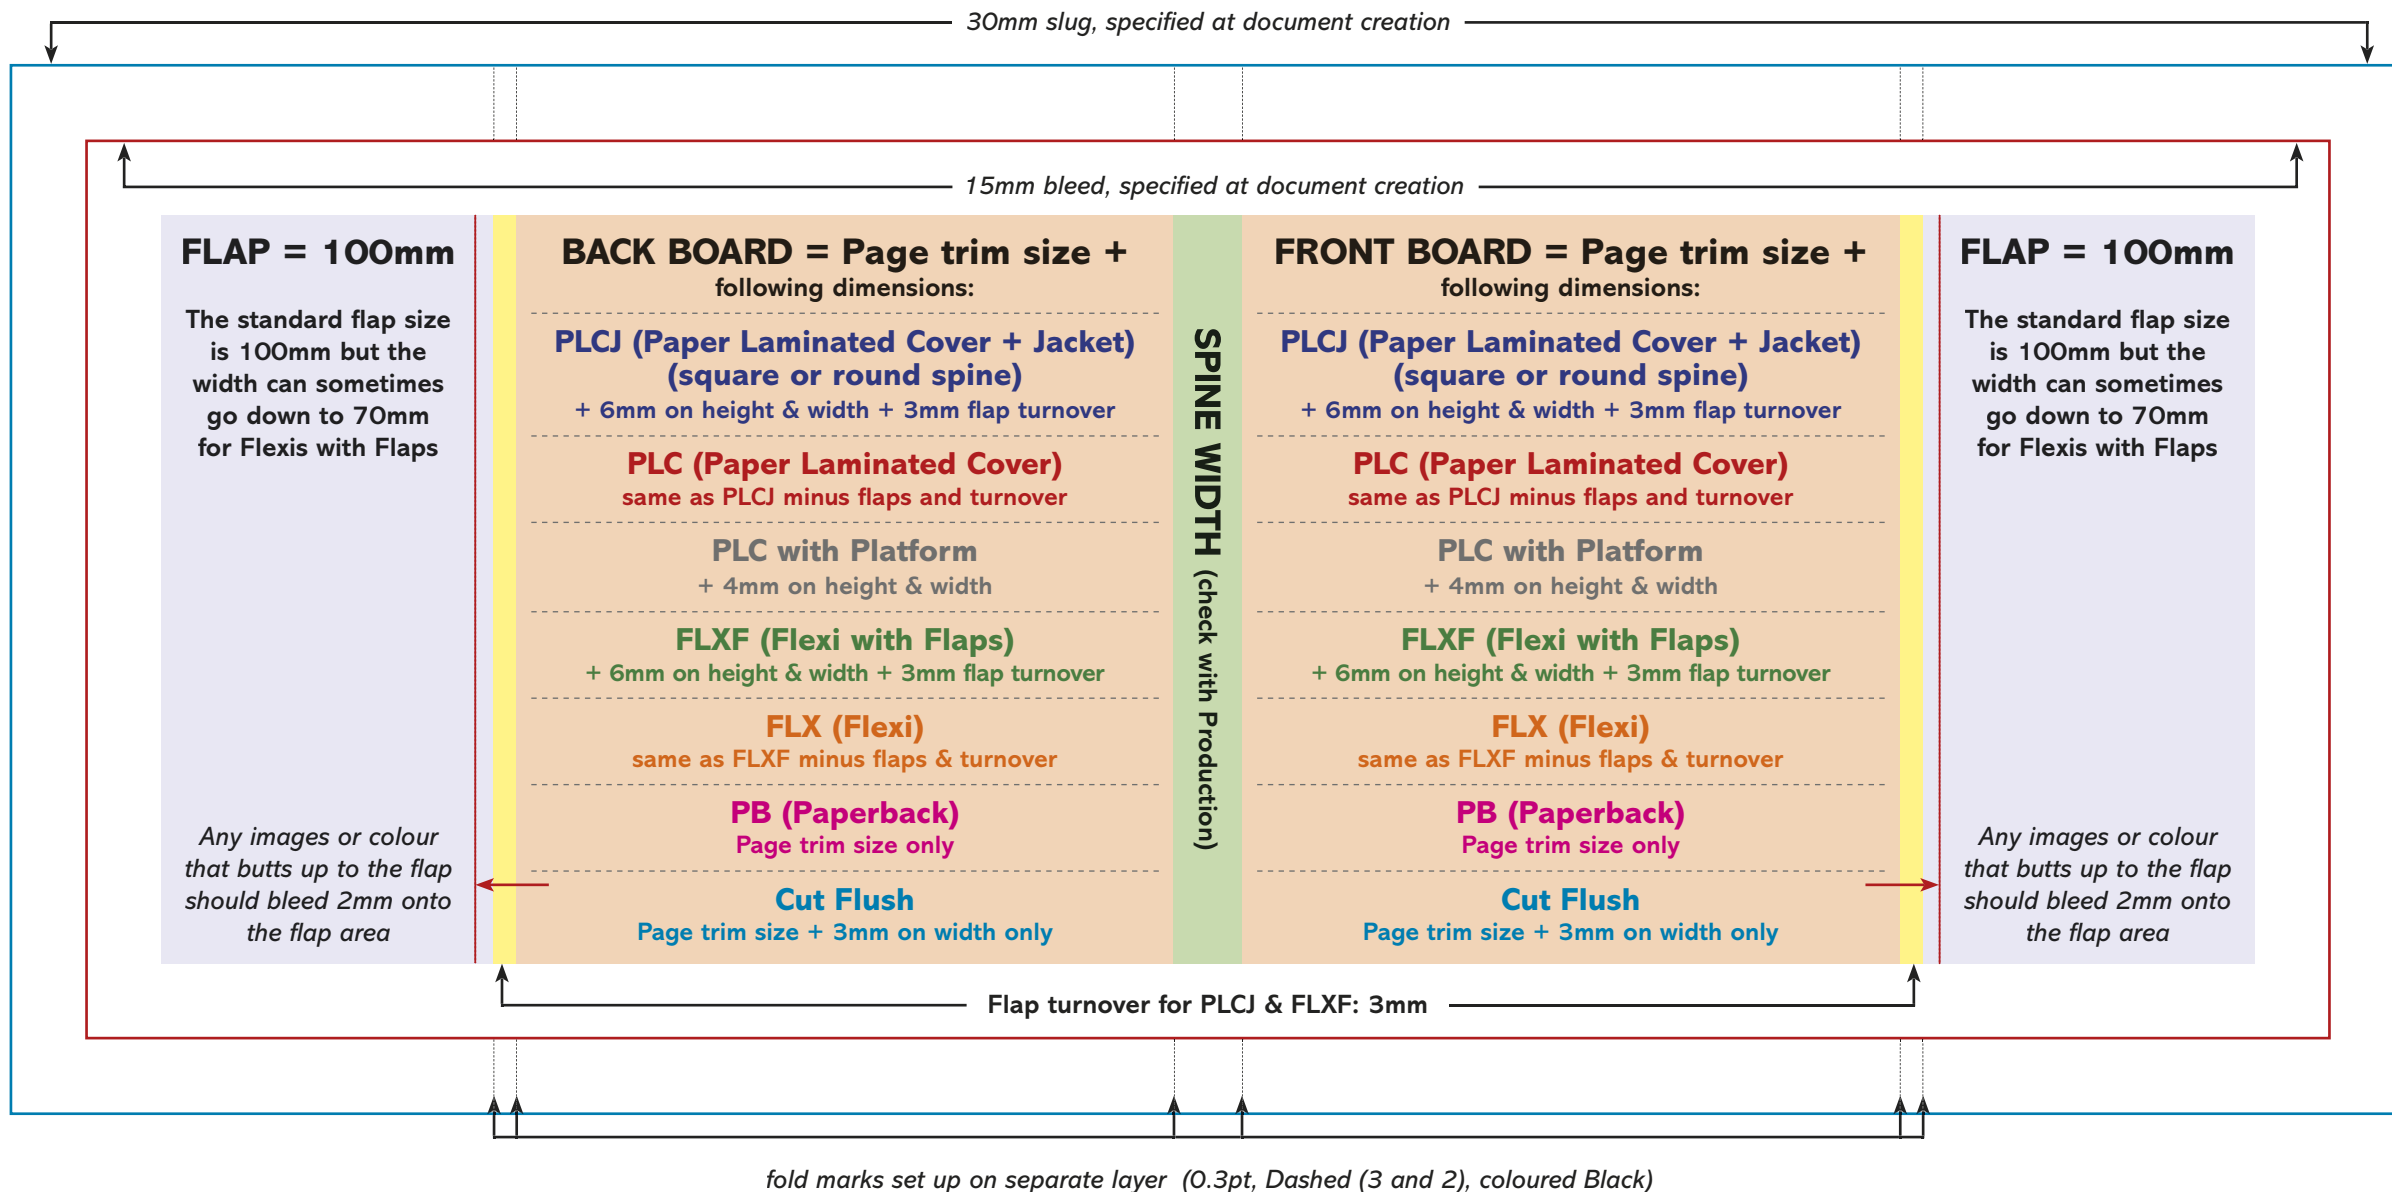 30mm slug, specified at document creation
15mm bleed, specified at document creation
FLAP = 100mm
The standard flap size
is 100mm but the
width can sometimes
go down to 70mm
for Flexis with Flaps
Any images or colour
that butts up to the flap
should bleed 2mm onto
the flap area
BACK BOARD = Page trim size +
following dimensions:
PLCJ (Paper Laminated Cover + Jacket)
(square or round spine)
+ 6mm on height & width + 3mm flap turnover
PLC (Paper Laminated Cover)
same as PLCJ minus flaps and turnover
PLC with Platform
+ 4mm on height & width
FLXF (Flexi with Flaps)
+ 6mm on height & width + 3mm flap turnover
FLX (Flexi)
same as FLXF minus flaps & turnover
PB (Paperback)
Page trim size only
Cut Flush
Page trim size + 3mm on width only
SPINE WIDTH (check with Production)
FRONT BOARD = Page trim size +
following dimensions:
PLCJ (Paper Laminated Cover + Jacket)
(square or round spine)
+ 6mm on height & width + 3mm flap turnover
PLC (Paper Laminated Cover)
same as PLCJ minus flaps and turnover
PLC with Platform
+ 4mm on height & width
FLXF (Flexi with Flaps)
+ 6mm on height & width + 3mm flap turnover
FLX (Flexi)
same as FLXF minus flaps & turnover
PB (Paperback)
Page trim size only
Cut Flush
Page trim size + 3mm on width only
FLAP = 100mm
The standard flap size
is 100mm but the
width can sometimes
go down to 70mm
for Flexis with Flaps
Any images or colour
that butts up to the flap
should bleed 2mm onto
the flap area
Flap turnover for PLCJ & FLXF: 3mm
fold marks set up on separate layer (0.3pt, Dashed (3 and 2), coloured Black)